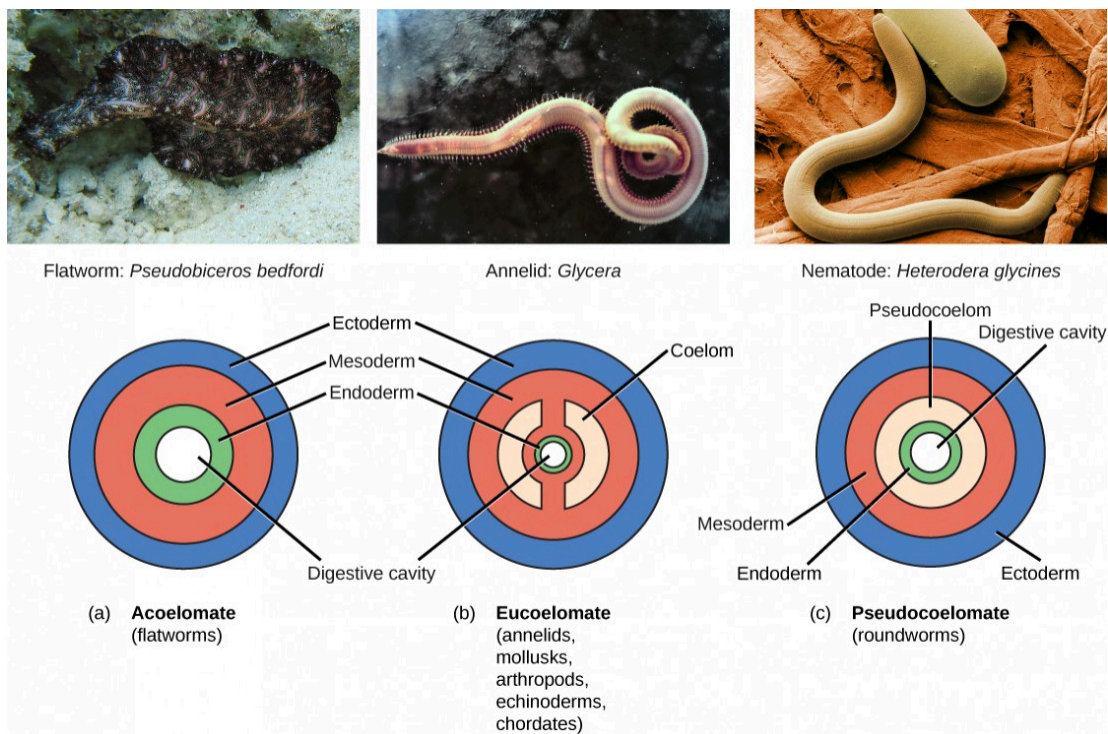 Flatworm: Pseudobiceros bedfordi
Annelid: Glycera
Nematode: Heterodera glycines
Ectoderm
Mesoderm
Endoderm
Digestive cavity
Coelom
Pseudocoelom
Digestive cavity
Mesoderm
Endoderm
Ectoderm
(a) Acoelomate
(flatworms)
(b) Eucoelomate
(annelids,
mollusks,
arthropods,
echinoderms,
chordates)
(c) Pseudocoelomate
(roundworms)